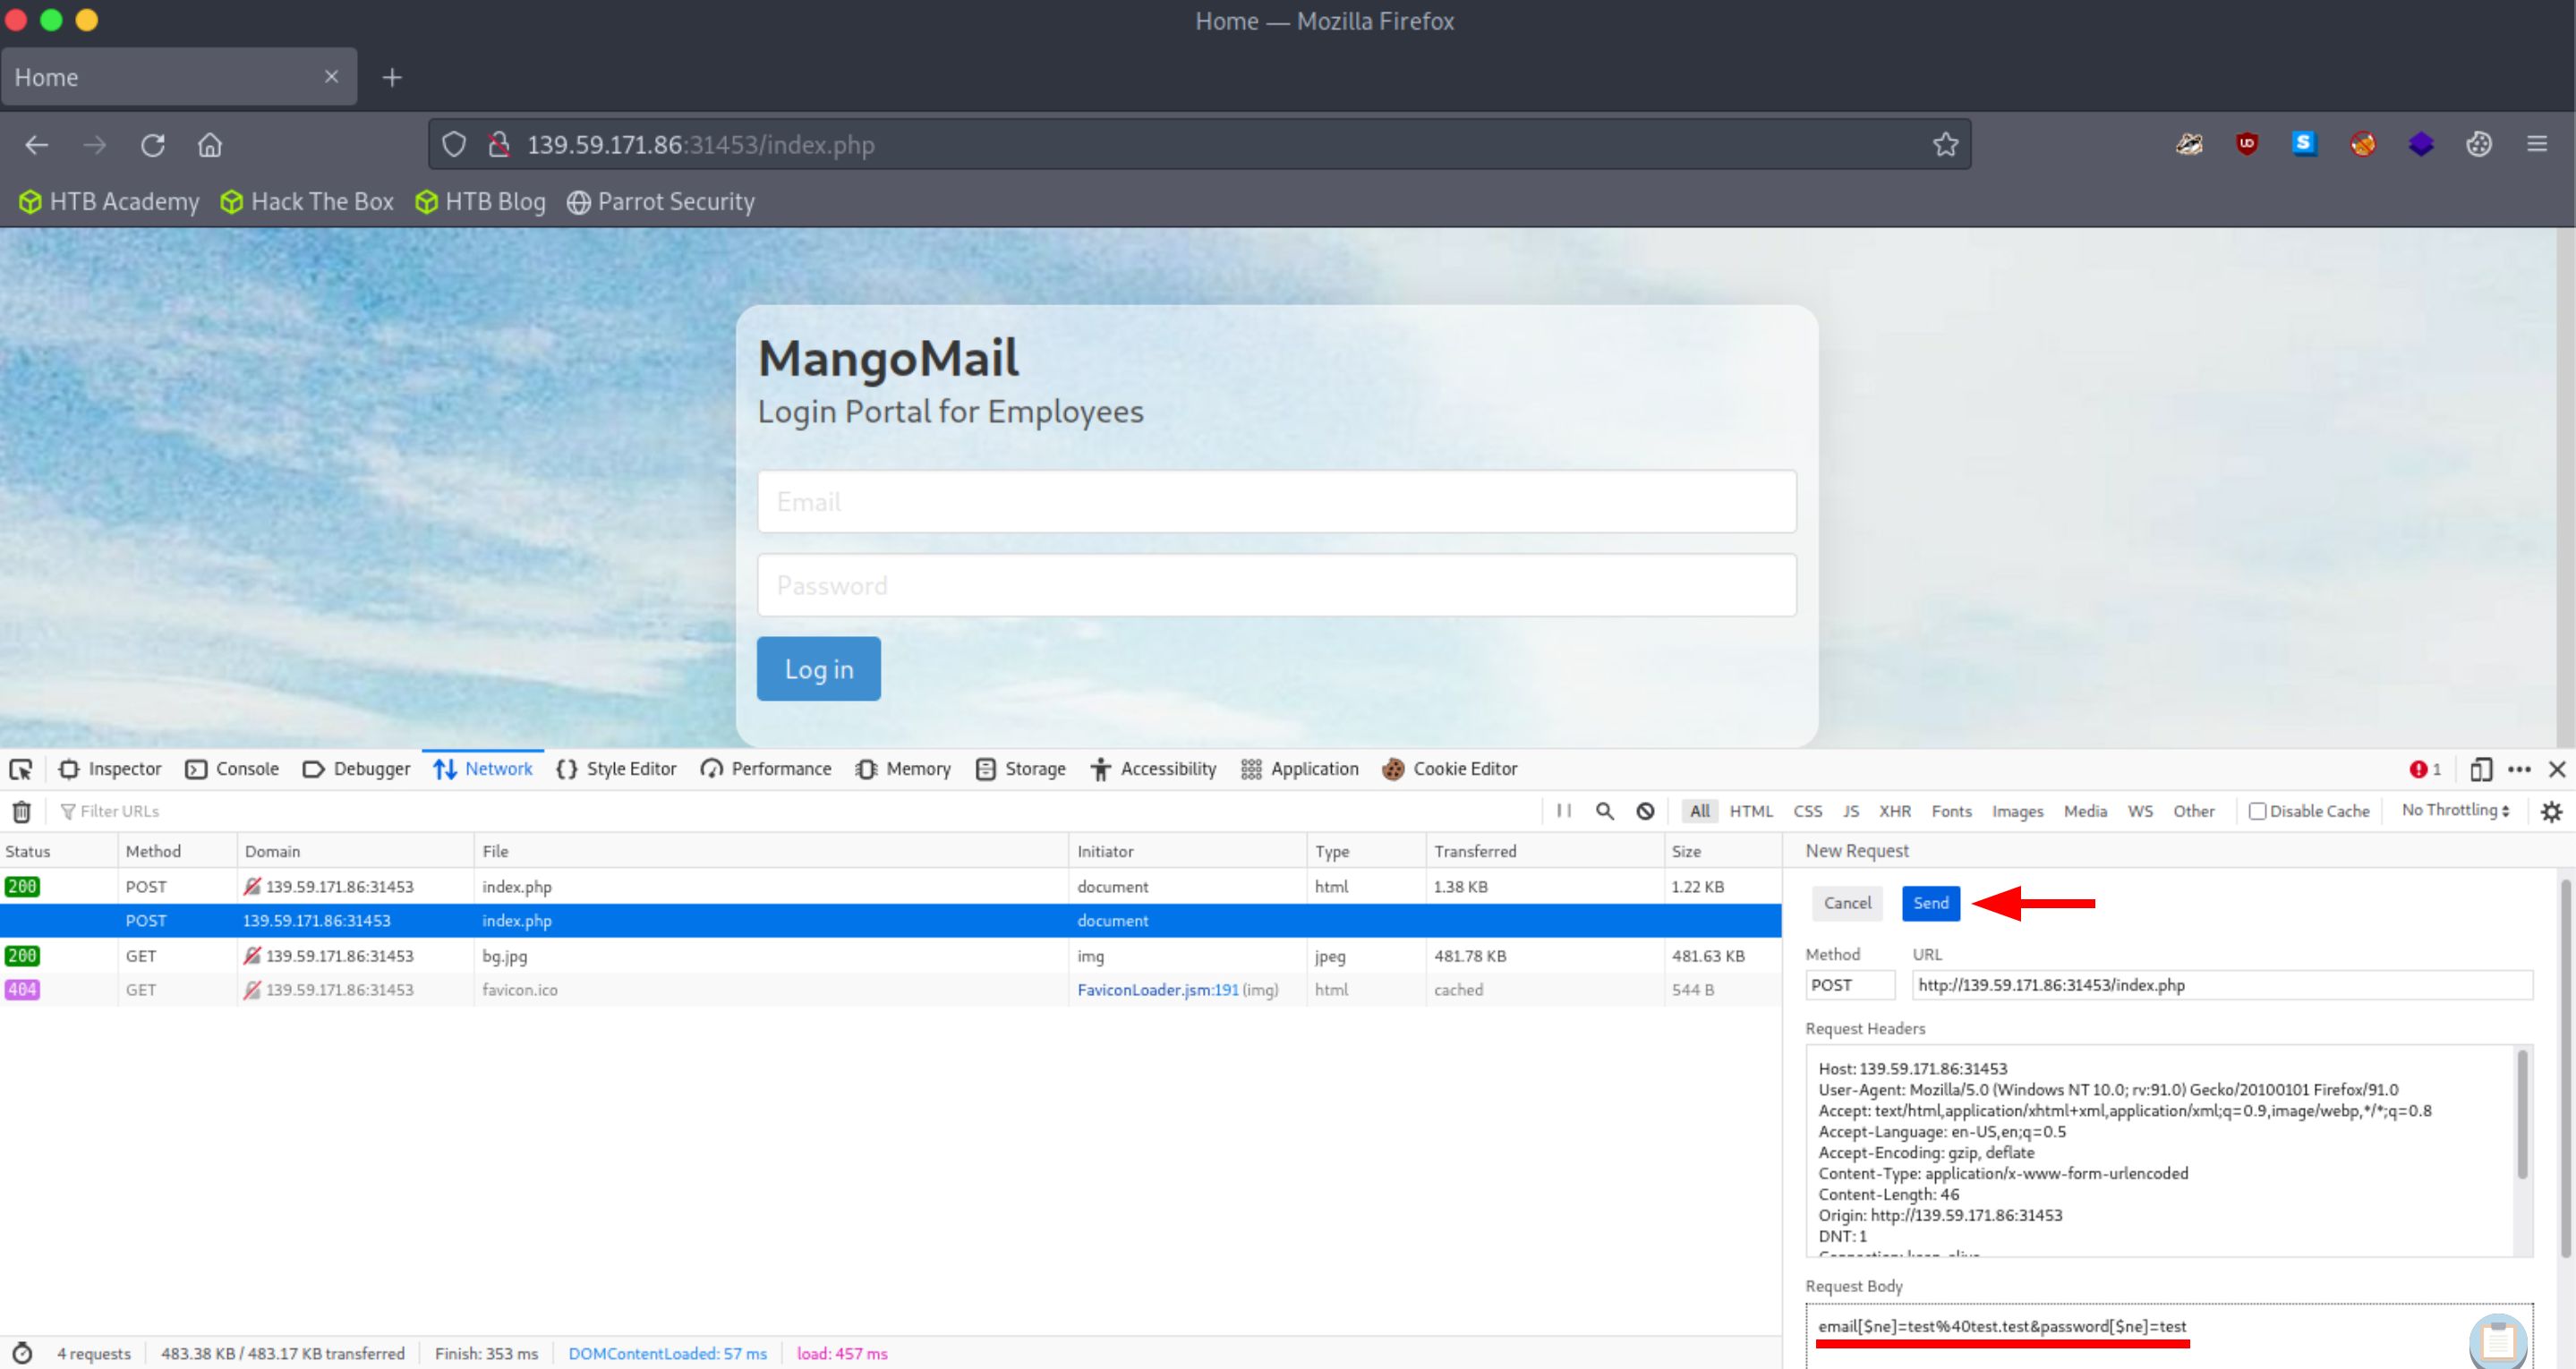 Home — Mozilla Firefox
Home
139.59.171.86:31453/index.php
HTB Academy Hack The Box HTB Blog Parrot Security
MangoMail
Login Portal for Employees
Email
Password
Log in
Inspector Console Debugger Network Style Editor Performance Memory Storage Accessibility Application Cookie Editor 1
Filter URLs All HTML CSS JS XHR Fonts Images Media WS Other Disable Cache No Throttling
Status Method Domain File Initiator Type Transferred Size
200 POST 139.59.171.86:31453 index.php document html 1.38 KB 1.22 KB
POST 139.59.171.86:31453 index.php document
200 GET 139.59.171.86:31453 bg.jpg img jpeg 481.78 KB 481.63 KB
404 GET 139.59.171.86:31453 favicon.ico FaviconLoader.jsm:191 (img) html cached 544 B
New Request
Cancel Send
Method URL
POST http://139.59.171.86:31453/index.php
Request Headers
Host: 139.59.171.86:31453
User-Agent: Mozilla/5.0 (Windows NT 10.0; rv:91.0) Gecko/20100101 Firefox/91.0
Accept: text/html,application/xhtml+xml,application/xml;q=0.9,image/webp,*/*;q=0.8
Accept-Language: en-US,en;q=0.5
Accept-Encoding: gzip, deflate
Content-Type: application/x-www-form-urlencoded
Content-Length: 46
Origin: http://139.59.171.86:31453
DNT: 1
Request Body
email[$ne]=test%40test.test&password[$ne]=test
4 requests 483.38 KB / 483.17 KB transferred Finish: 353 ms DOMContentLoaded: 57 ms load: 457 ms